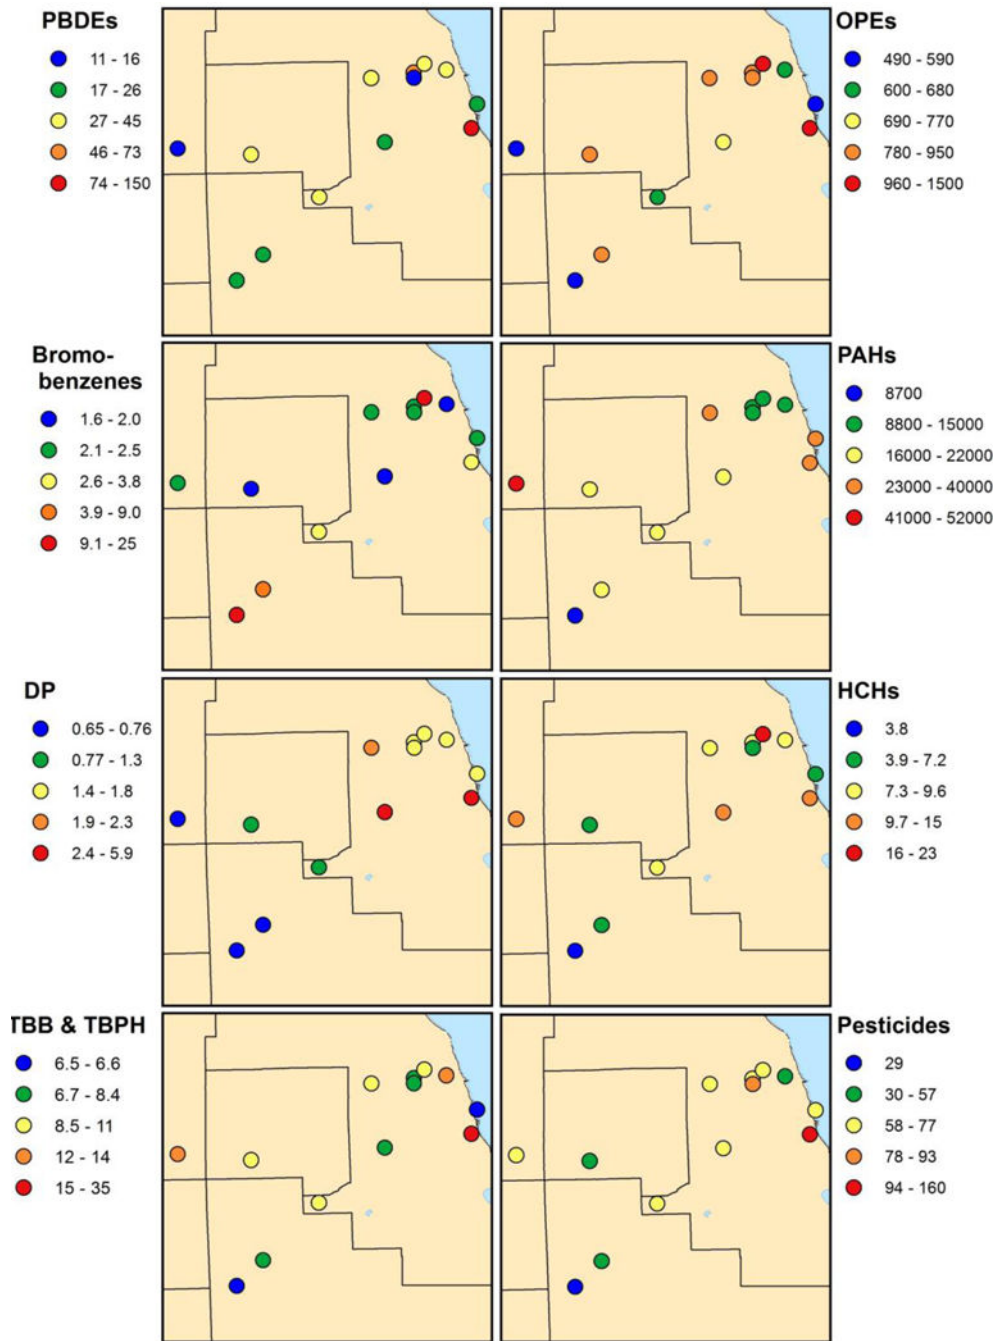 PBDEs
11 - 16
17 - 26
27 - 45
46 - 73
74 - 150
OPEs
490 - 590
600 - 680
690 - 770
780 - 950
960 - 1500
Bromo-
benzenes
1.6 - 2.0
2.1 - 2.5
2.6 - 3.8
3.9 - 9.0
9.1 - 25
PAHs
8700
8800 - 15000
16000 - 22000
23000 - 40000
41000 - 52000
DP
0.65 - 0.76
0.77 - 1.3
1.4 - 1.8
1.9 - 2.3
2.4 - 5.9
HCHs
3.8
3.9 - 7.2
7.3 - 9.6
9.7 - 15
16 - 23
TBB & TBPH
6.5 - 6.6
6.7 - 8.4
8.5 - 11
12 - 14
15 - 35
Pesticides
29
30 - 57
58 - 77
78 - 93
94 - 160